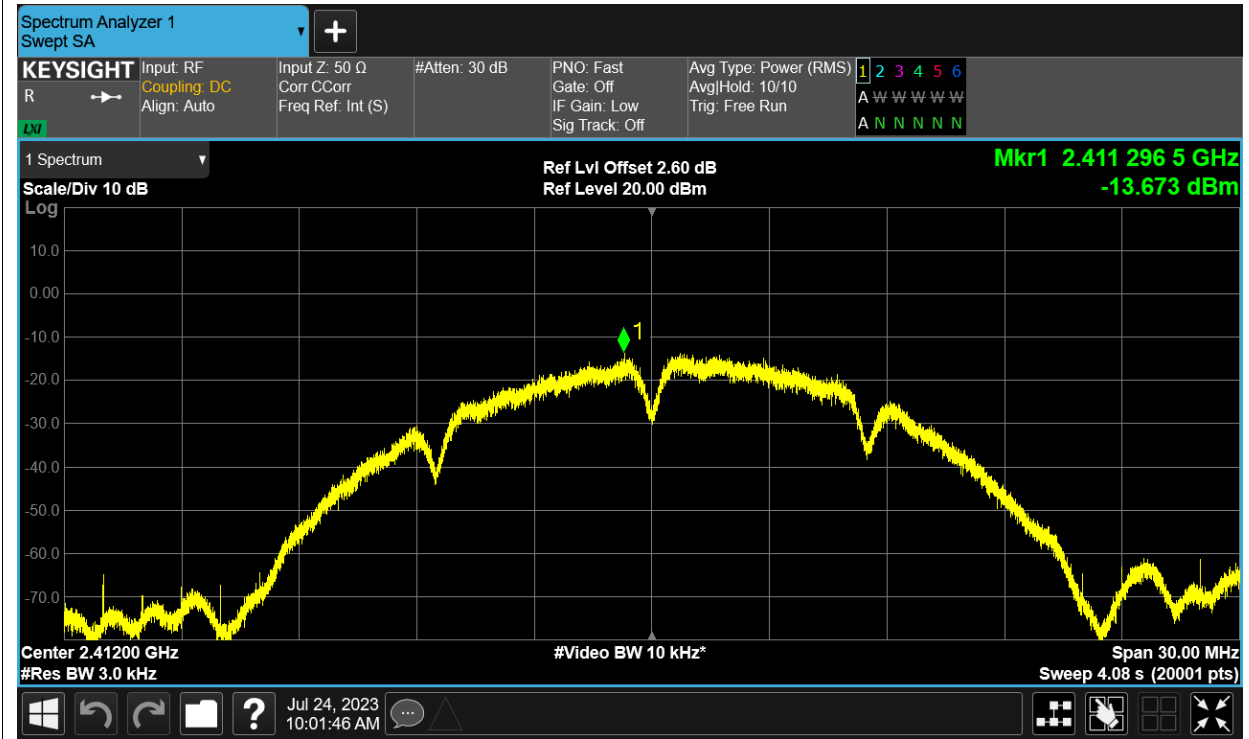 Spectrum Analyzer 1
Swept SA
KEYSIGHT
R
LXI
Input: RF
Coupling: DC
Align: Auto
Input Z: 50 Ω
Corr CCorr
Freq Ref: Int (S)
#Atten: 30 dB
PNO: Fast
Gate: Off
IF Gain: Low
Sig Track: Off
Avg Type: Power (RMS)
Avg|Hold: 10/10
Trig: Free Run
1 2 3 4 5 6
A W W W W W
A N N N N N
1 Spectrum
Scale/Div 10 dB
Ref Lvl Offset 2.60 dB
Ref Level 20.00 dBm
Mkr1 2.411 296 5 GHz
-13.673 dBm
Log
10.0
0.00
-10.0
-20.0
-30.0
-40.0
-50.0
-60.0
-70.0
1
Center 2.41200 GHz
#Res BW 3.0 kHz
#Video BW 10 kHz*
Span 30.00 MHz
Sweep 4.08 s (20001 pts)
?
Jul 24, 2023
10:01:46 AM